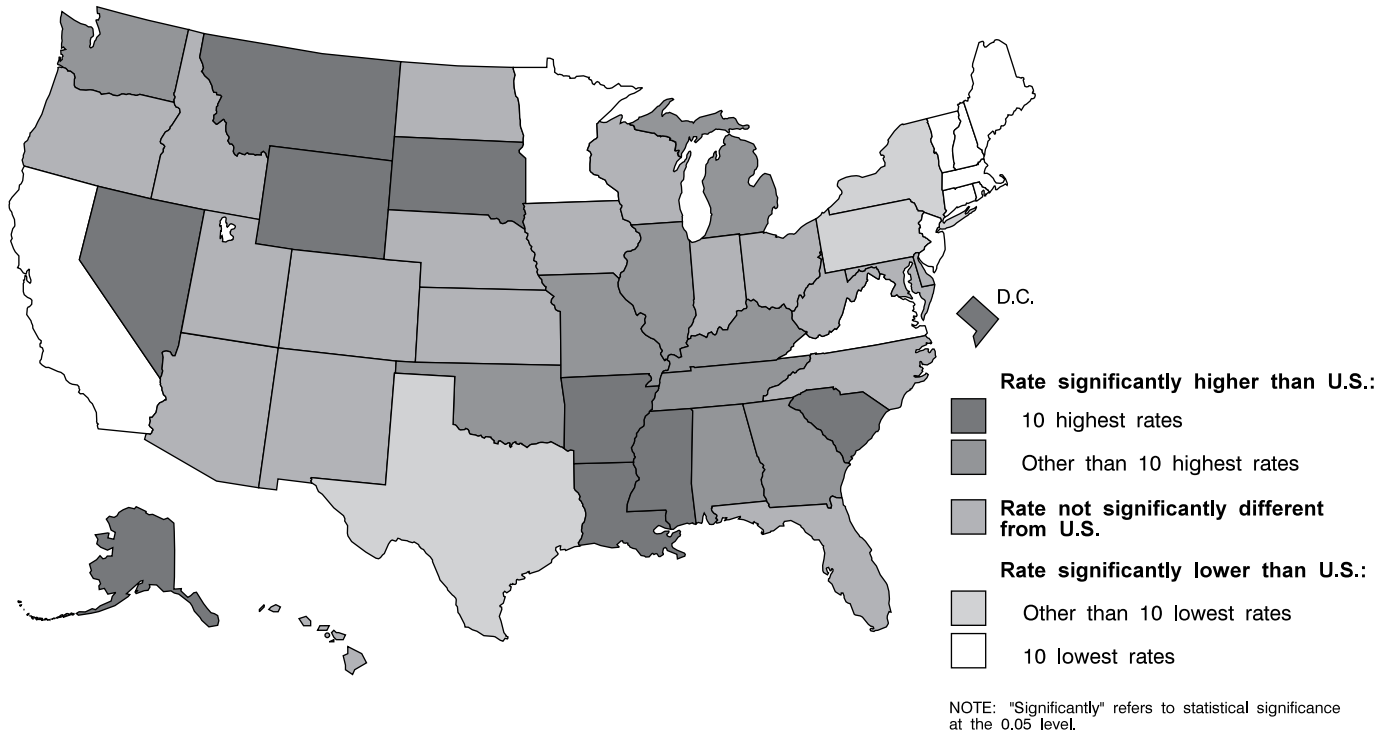 D.C.
Rate significantly higher than U.S.:
10 highest rates
Other than 10 highest rates
Rate not significantly different
from U.S.
Rate significantly lower than U.S.:
Other than 10 lowest rates
10 lowest rates
NOTE: "Significantly" refers to statistical significance
at the 0.05 level.